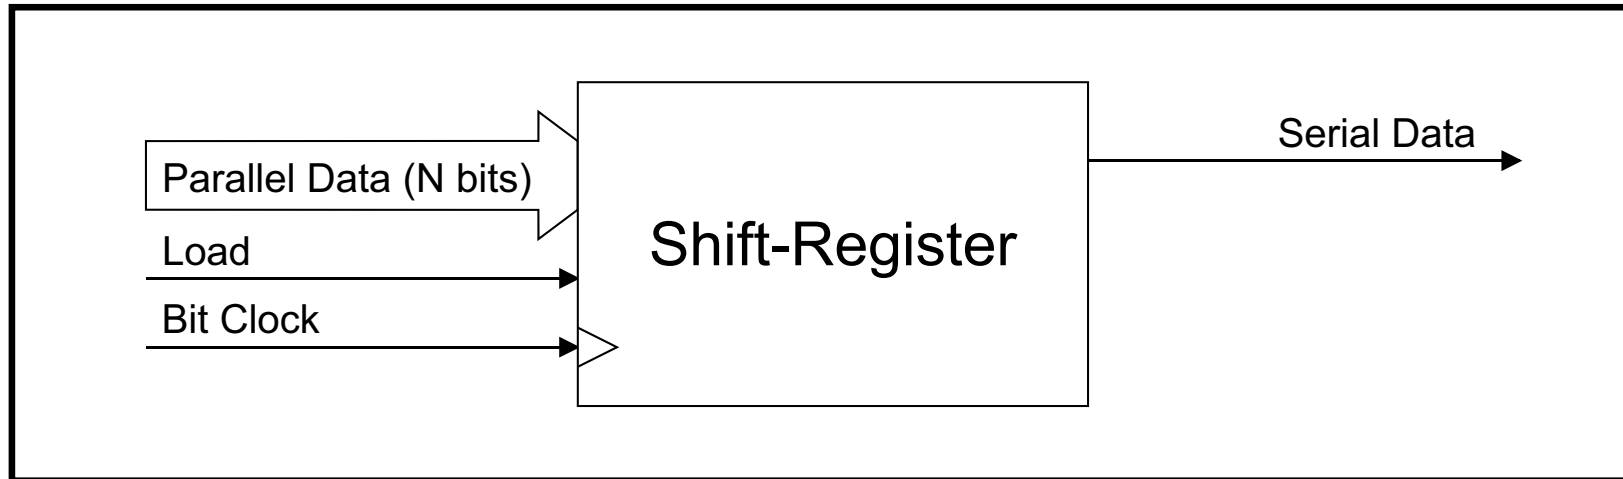 Serial Data
Parallel Data (N bits)
Shift-Register
Load
Bit Clock